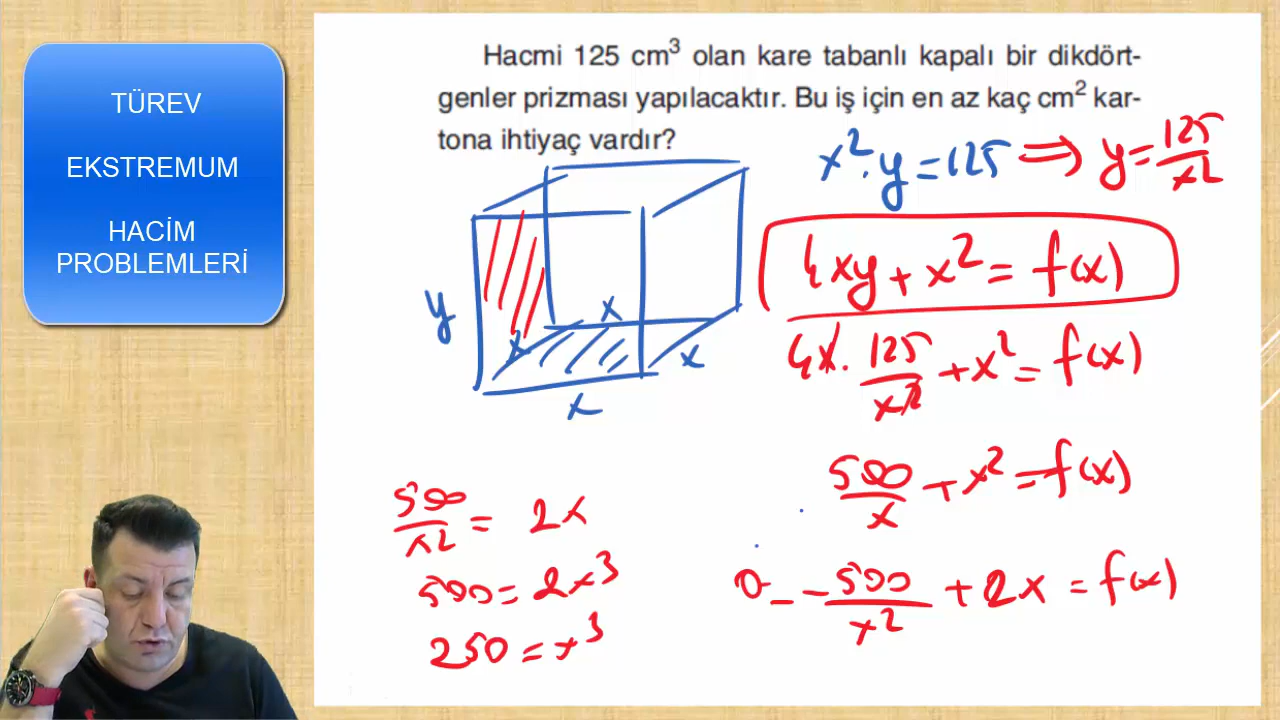 TÜREV
EKSTREMUM
HACİM
PROBLEMLERİ
Hacmi 125 cm³ olan kare tabanlı kapalı bir dikdört-
genler prizması yapılacaktır. Bu iş için en az kaç cm² kar-
tona ihtiyaç vardır?
x²·y=125 ⟹ y=125/x²
4xy+x²=f(x)
4x·125/x²+x²=f(x)
500/x+x²=f(x)
0=-500/x²+2x=f(x)
y
x
x
x
x
500/x²=2x
500=2x³
250=x³